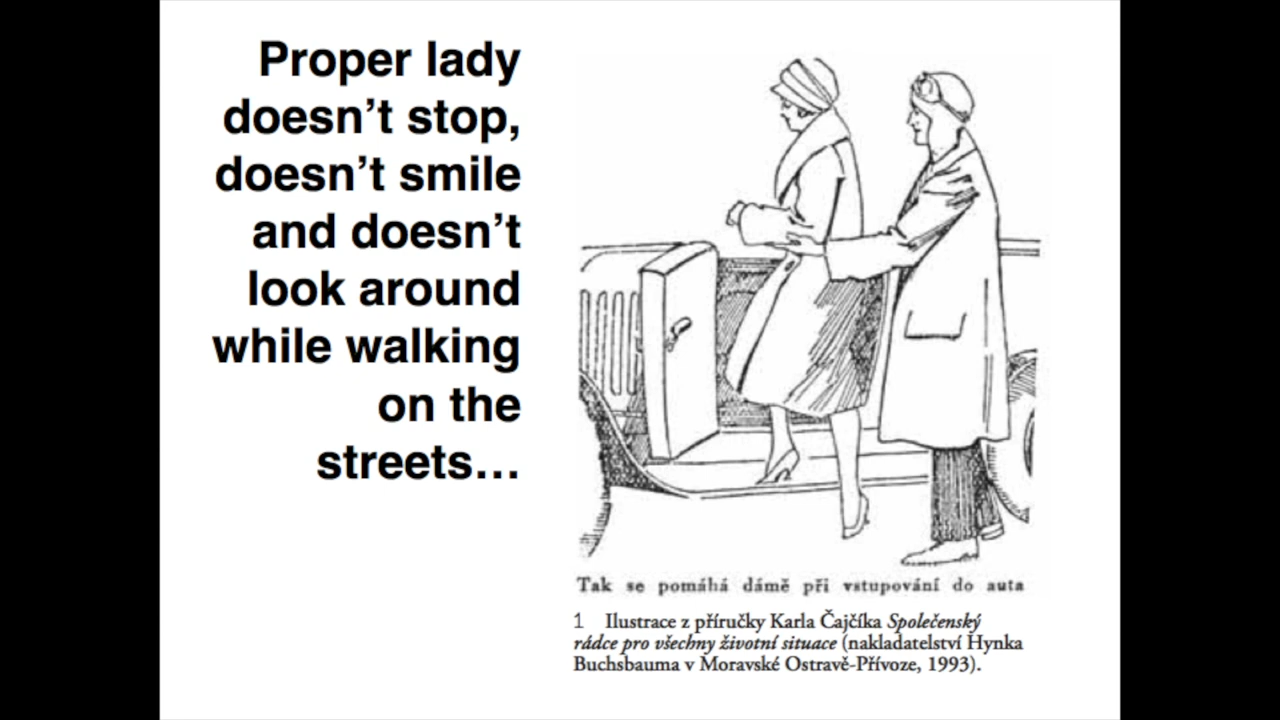 Proper lady
doesn’t stop,
doesn’t smile
and doesn’t
look around
while walking
on the
streets…
Tak se pomáhá dámě při vstupování do auta
1 Ilustrace z příručky Karla Čajčíka Společenský
rádce pro všechny životní situace (nakladatelství Hynka
Buchsbauma v Moravské Ostravě-Přívoze, 1993).